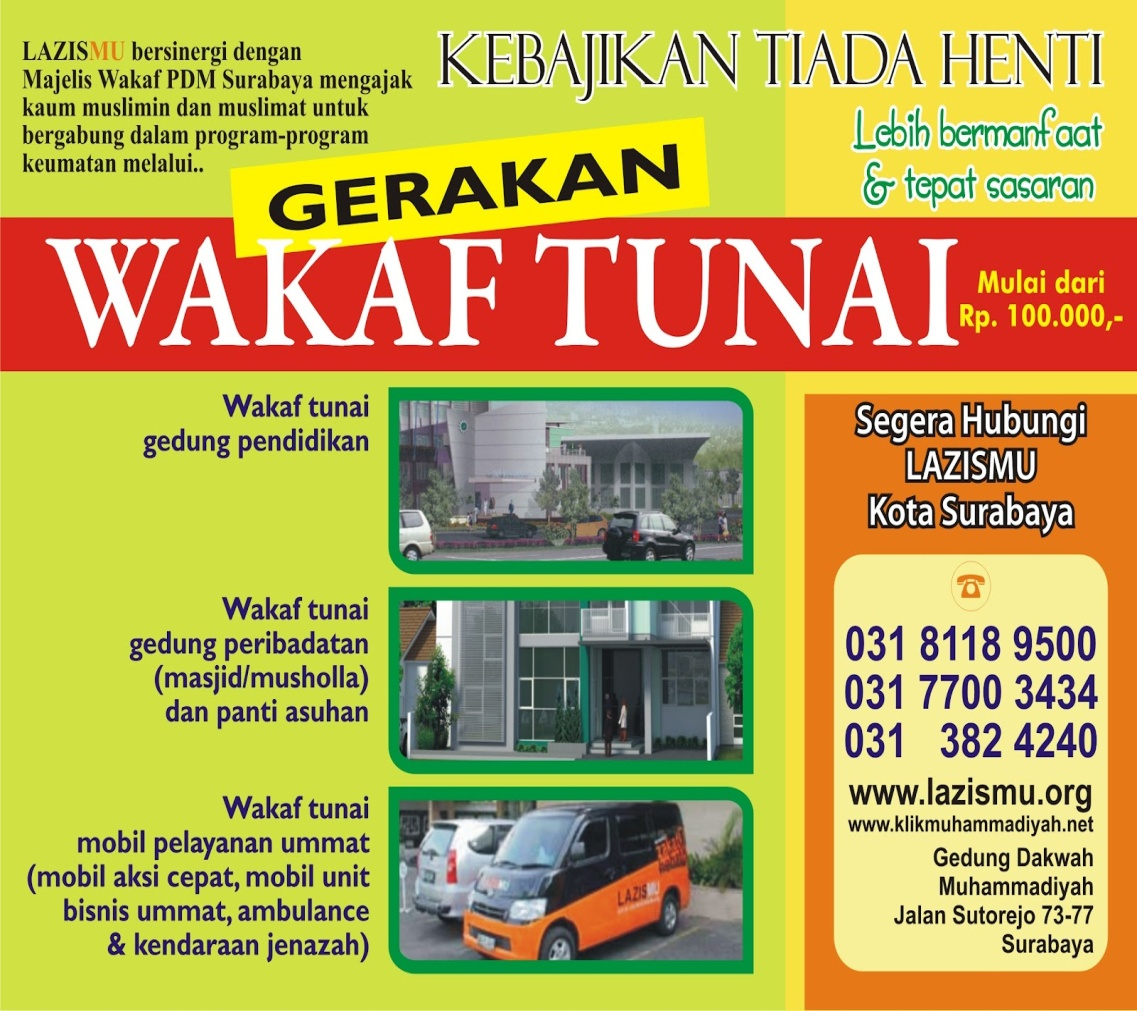 LAZISMU bersinergi dengan
Majelis Wakaf PDM Surabaya mengajak
kaum muslimin dan muslimat untuk
bergabung dalam program-program
keumatan melalui..
KEBAJIKAN TIADA HENTI
Lebih bermanfaat
& tepat sasaran
GERAKAN
WAKAF TUNAI
Mulai dari
Rp. 100.000,-
Wakaf tunai
gedung pendidikan
Wakaf tunai
gedung peribadatan
(masjid/musholla)
dan panti asuhan
Wakaf tunai
mobil pelayanan ummat
(mobil aksi cepat, mobil unit
bisnis ummat, ambulance
& kendaraan jenazah)
LAZISMU
Segera Hubungi
LAZISMU
Kota Surabaya
031 8118 9500
031 7700 3434
031 382 4240
www.lazismu.org
www.klikmuhammadiyah.net
Gedung Dakwah
Muhammadiyah
Jalan Sutorejo 73-77
Surabaya